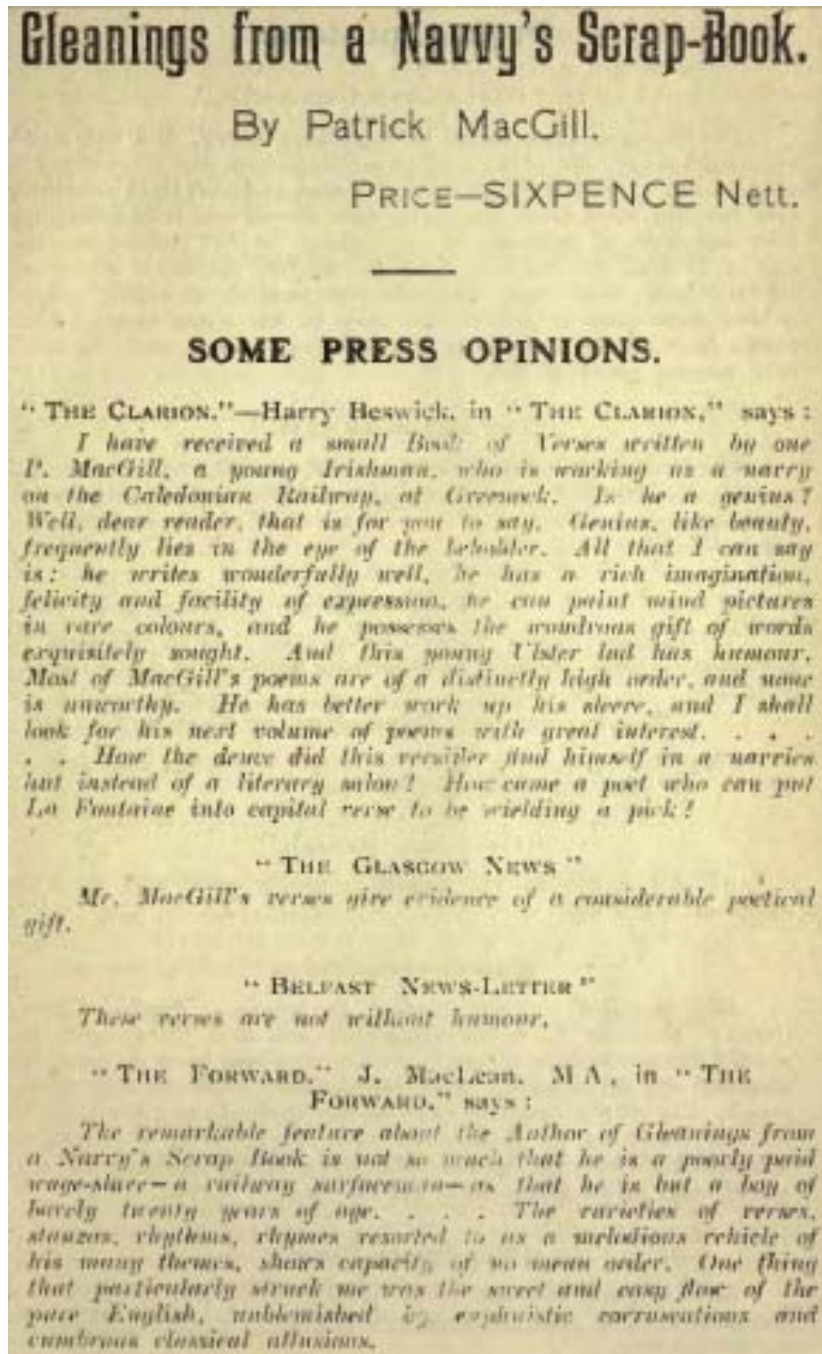 Gleanings from a Navvy's Scrap-Book.
By Patrick MacGill.
PRICE—SIXPENCE Nett.
SOME PRESS OPINIONS.
"THE CLARION."—Harry Beswick, in "THE CLARION," says:
I have received a small Book of Verses written by one
P. MacGill, a young Irishman, who is working as a navvy
on the Caledonian Railway, at Greenock. Is he a genius?
Well, dear reader, that is for you to say. Genius, like beauty,
frequently lies in the eye of the beholder. All that I can say
is: he writes wonderfully well, he has a rich imagination,
felicity and facility of expression, he can paint mind pictures
in rare colours, and he possesses the wondrous gift of words
exquisitely sought. And this young Ulster lad has humour.
Most of MacGill's poems are of a distinctly high order, and none
is unworthy. He has better work up his sleeve, and I shall
look for his next volume of poems with great interest. . . .
. . How the deuce did this versifier find himself in a navvies
hut instead of a literary salon? How came a poet who can put
La Fontaine into capital verse to be wielding a pick!
"THE GLASGOW NEWS"
Mr. MacGill's verses give evidence of a considerable poetical
gift.
"BELFAST NEWS-LETTER"
These verses are not without humour.
"THE FORWARD." J. MacLean, M A, in "THE
FORWARD," says:
The remarkable feature about the Author of Gleanings from
a Navvy's Scrap Book is not so much that he is a poorly paid
wage-slave—a railway surfaceman—as that he is but a boy of
barely twenty years of age. . . . The varieties of verses,
stanzas, rhythms, rhymes resorted to as a melodious vehicle of
his many themes, shows capacity of no mean order. One thing
that particularly struck me was the sweet and easy flow of the
pure English, unblemished by euphuistic corruscations and
cumbrous classical allusions.